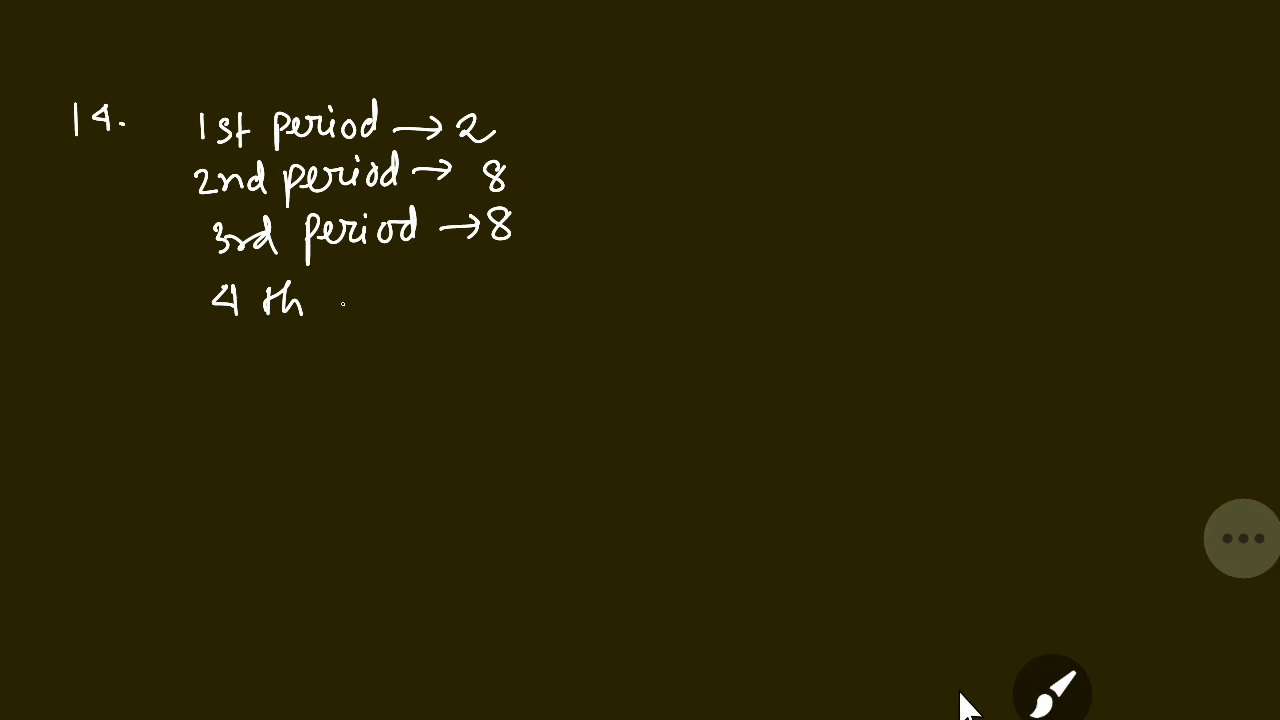 14. 1st period → 2
2nd period → 8
3rd period → 8
4 th